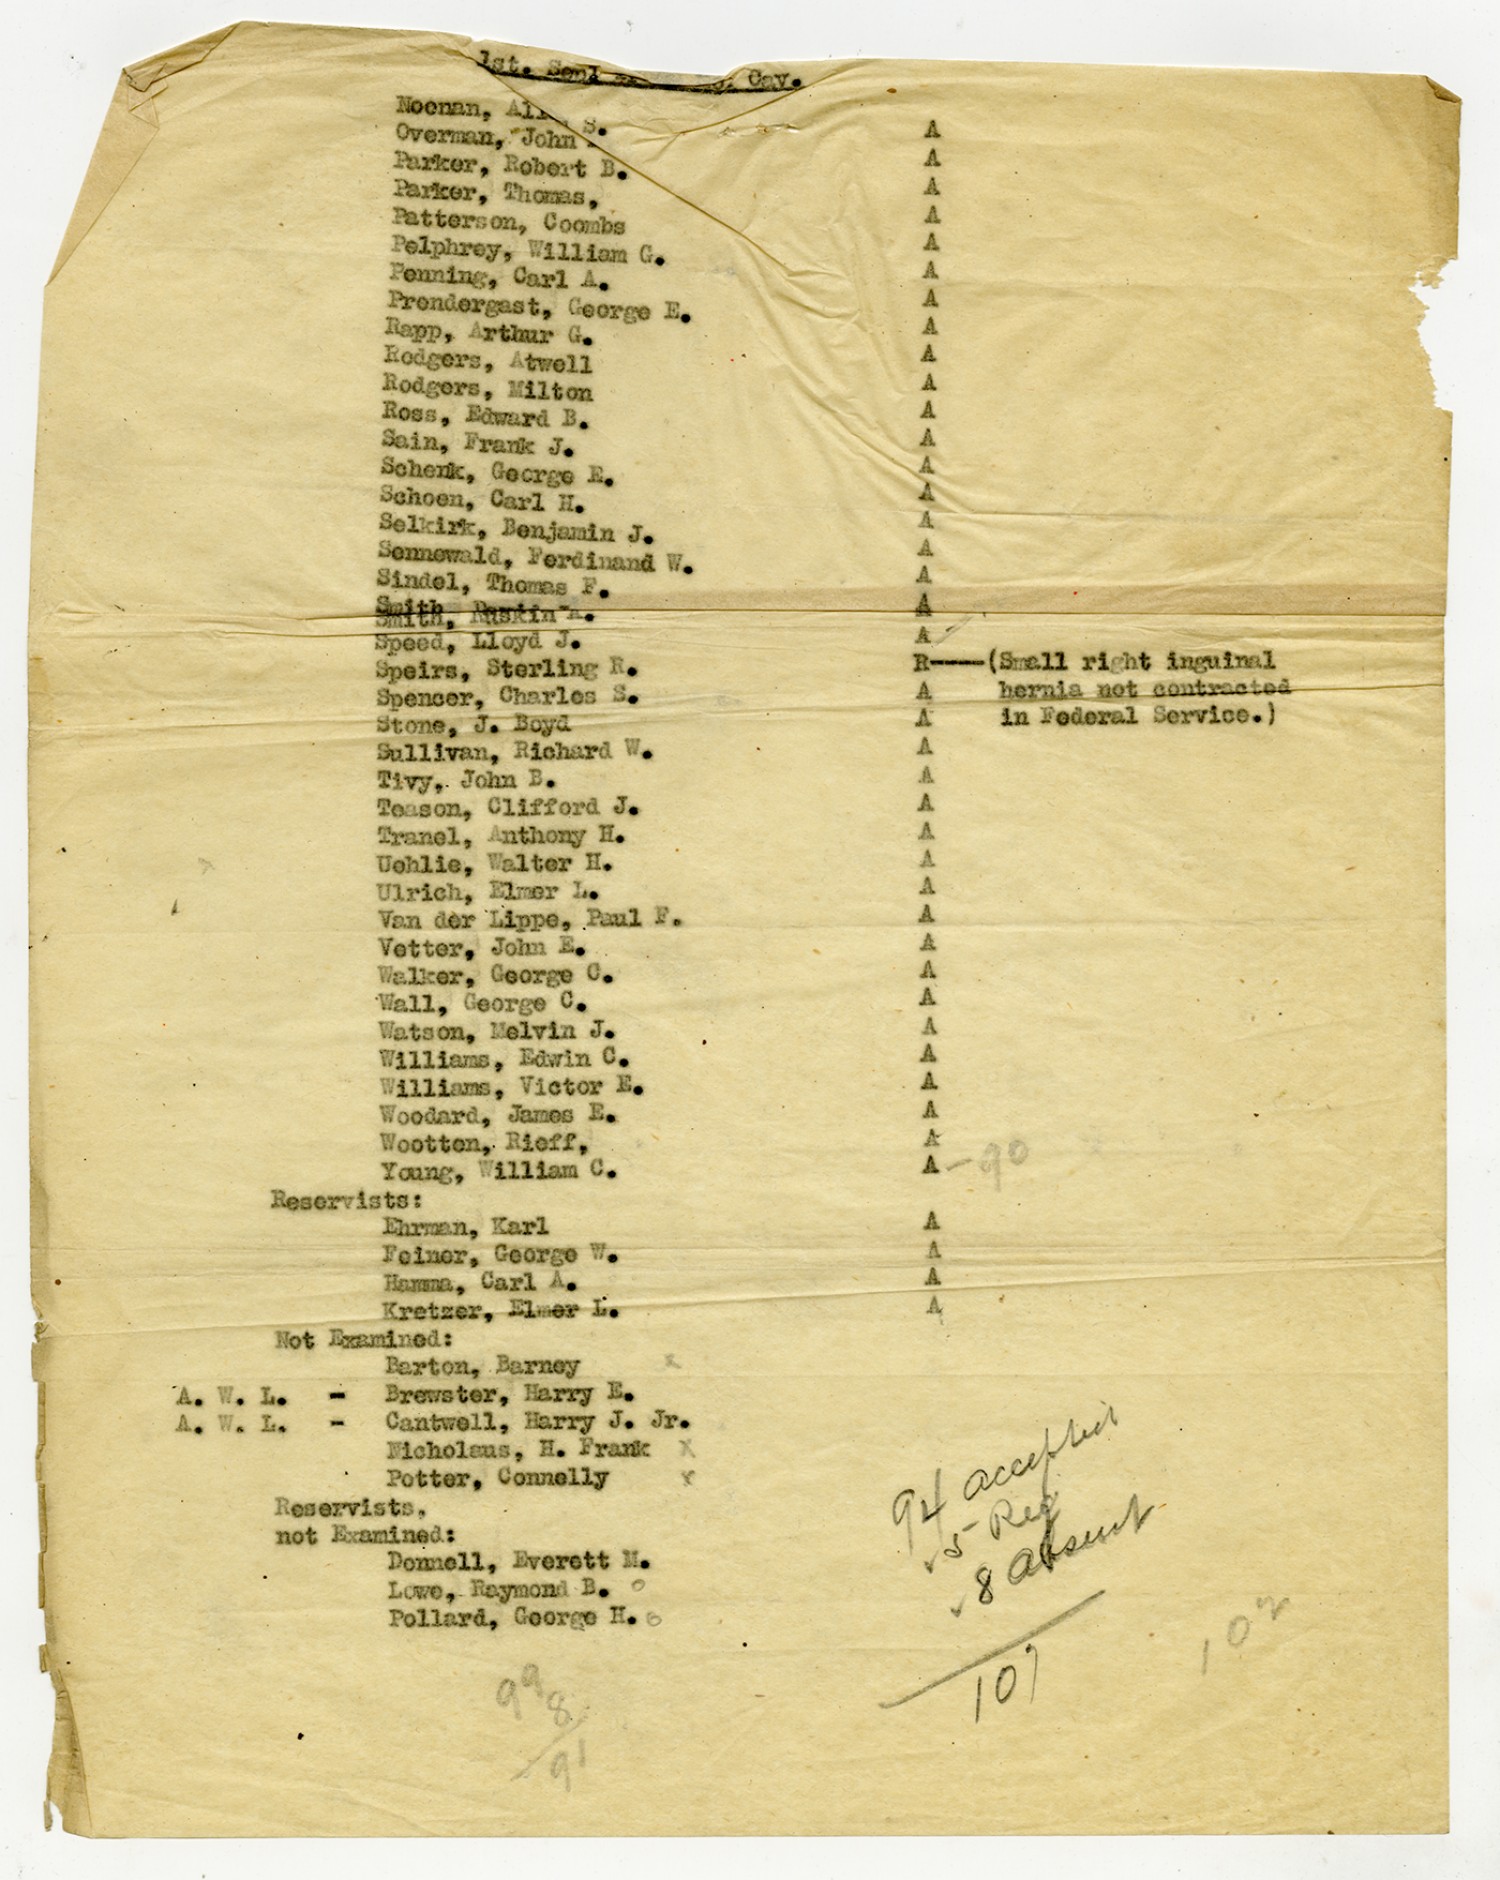 1st. Cav.
Noonan, S. A
Overman, John A
Parker, Robert B. A
Parker, Thomas, A
Patterson, Coombs A
Pelphrey, William G. A
Penning, Carl A. A
Prendergast, George E. A
Rapp, Arthur G. A
Rodgers, Atwell A
Rodgers, Milton A
Ross, Edward B. A
Sain, Frank J. A
Schenk, George E. A
Schoen, Carl H. A
Selkirk, Benjamin J. A
Sennewald, Ferdinand W. A
Sindel, Thomas F. A
Smith, Ruskin A
Speed, Lloyd J. A
Speirs, Sterling R. R----(Small right inguinal
Spencer, Charles S. A hernia not contracted
Stone, J. Boyd A in Federal Service.)
Sullivan, Richard W. A
Tivy, John B. A
Teason, Clifford J. A
Tranel, Anthony H. A
Uehlie, Walter H. A
Ulrich, Elmer L. A
Van der Lippe, Paul F. A
Vetter, John E. A
Walker, George C. A
Wall, George C. A
Watson, Melvin J. A
Williams, Edwin C. A
Williams, Victor E. A
Woodard, James E. A
Wootten, Rieff, A
Young, William C. A - 90
Reservists:
Ehrman, Karl A
Feiner, George W. A
Hamma, Carl A. A
Kretzer, Elmer L. A
Not Examined:
Barton, Barney x
A. W. L. - Brewster, Harry E.
A. W. L. - Cantwell, Harry J. Jr.
Nicholaus, H. Frank x
Potter, Connelly x
Reservists,
not Examined:
Donnell, Everett M.
Lowe, Raymond B. o
Pollard, George H. o
94 accepted
5 Rej
8 absent
107
102
99
8
91